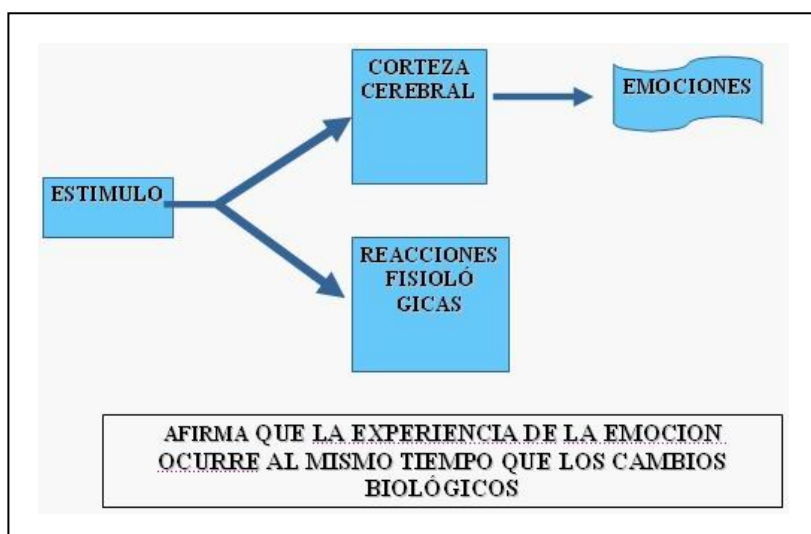 CORTEZA
CEREBRAL
EMOCIONES
ESTIMULO
REACCIONES
FISIOLÓ
GICAS
AFIRMA QUE LA EXPERIENCIA DE LA EMOCION
OCURRE AL MISMO TIEMPO QUE LOS CAMBIOS
BIOLÓGICOS